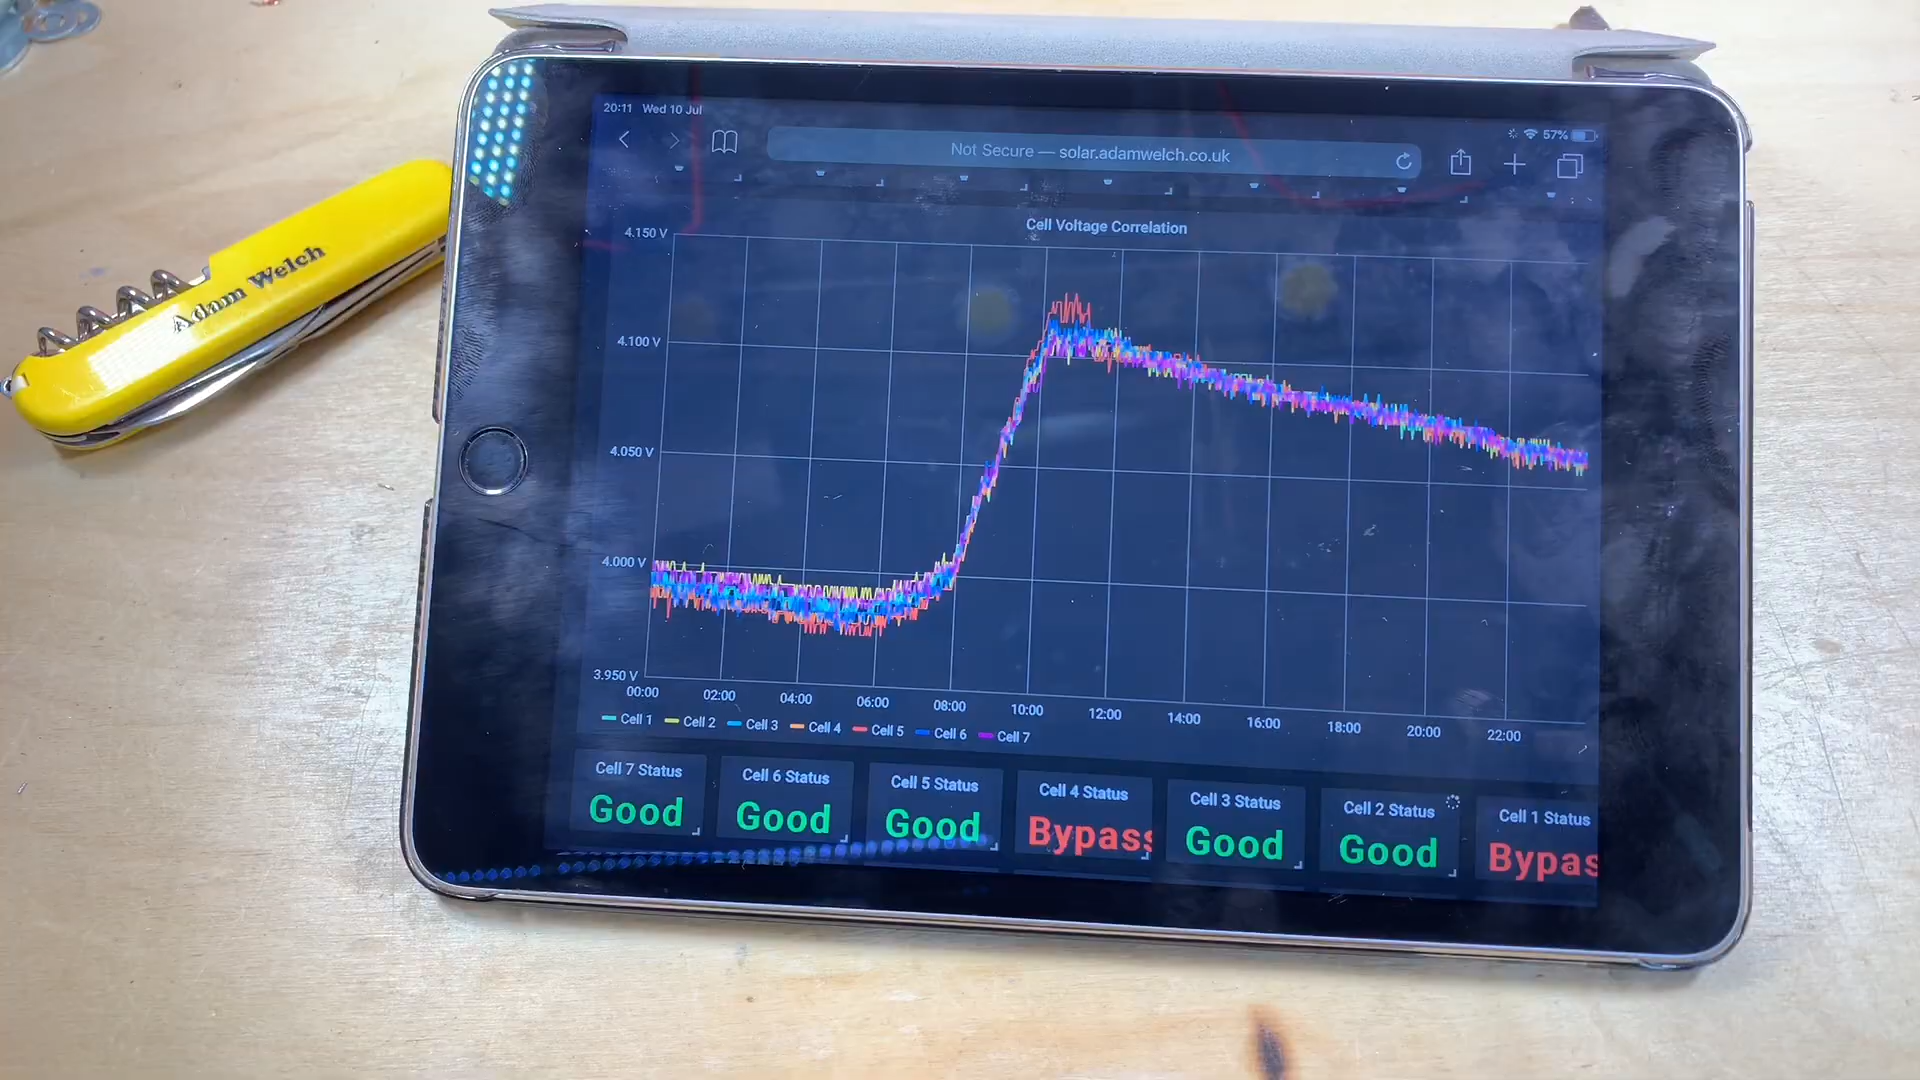 20:11 Wed 10 Jul
57%
Not Secure — solar.adamwelch.co.uk
Adam Welch
Cell Voltage Correlation
4.150 V
4.100 V
4.050 V
4.000 V
3.950 V
00:00 02:00 04:00 06:00 08:00 10:00 12:00 14:00 16:00 18:00 20:00 22:00
Cell 1 Cell 2 Cell 3 Cell 4 Cell 5 Cell 6 Cell 7
Cell 7 Status Cell 6 Status Cell 5 Status Cell 4 Status Cell 3 Status Cell 2 Status Cell 1 Status
Good Good Good Bypass Good Good Bypas